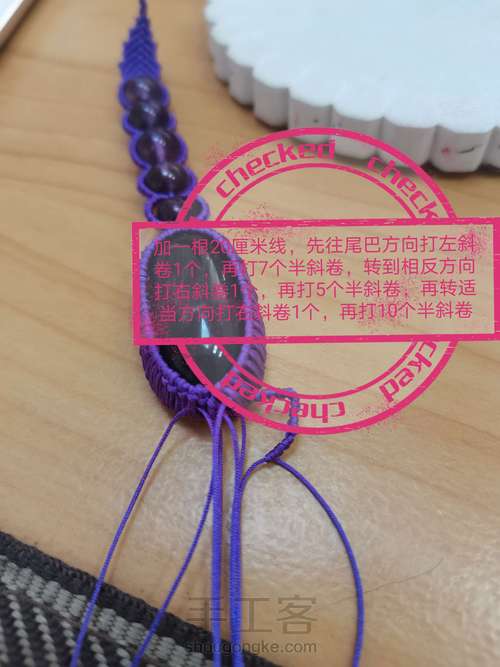 checked
加一根20厘米线，先往尾巴方向打左斜
卷1个，再打7个半斜卷，转到相反方向
打右斜卷1个，再打5个半斜卷，再转适
当方向打右斜卷1个，再打10个半斜卷
checked
checked
手工客
shougongke.com